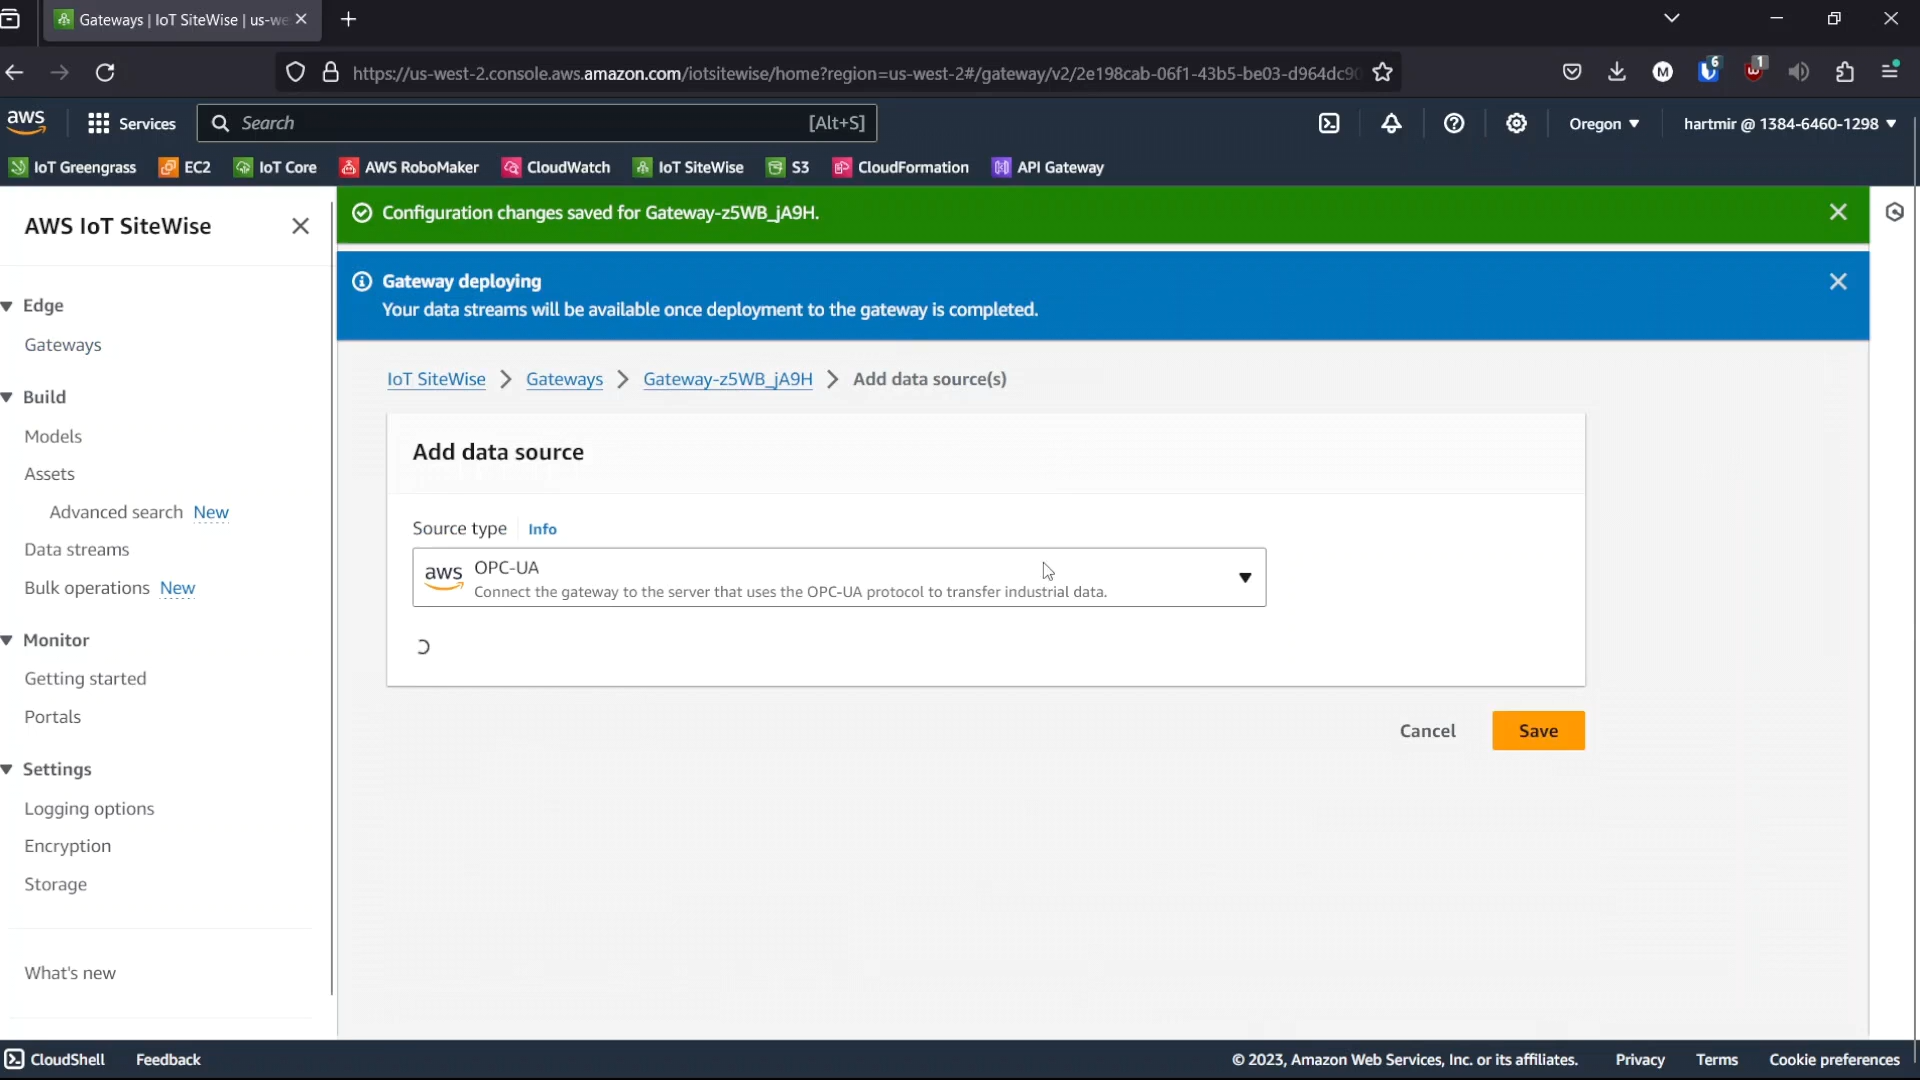 Gateways | IoT SiteWise | us-we
https://us-west-2.console.aws.amazon.com/iotsitewise/home?region=us-west-2#/gateway/v2/2e198cab-06f1-43b5-be03-d964dc90
M
6
1
aws
Services
Search
[Alt+S]
Oregon
hartmir @ 1384-6460-1298
IoT Greengrass
EC2
IoT Core
AWS RoboMaker
CloudWatch
IoT SiteWise
S3
CloudFormation
API Gateway
AWS IoT SiteWise
Edge
Gateways
Build
Models
Assets
Advanced search New
Data streams
Bulk operations New
Monitor
Getting started
Portals
Settings
Logging options
Encryption
Storage
What's new
Configuration changes saved for Gateway-z5WB_jA9H.
Gateway deploying
Your data streams will be available once deployment to the gateway is completed.
IoT SiteWise > Gateways > Gateway-z5WB_jA9H > Add data source(s)
Add data source
Source type Info
aws
OPC-UA
Connect the gateway to the server that uses the OPC-UA protocol to transfer industrial data.
Cancel
Save
CloudShell
Feedback
© 2023, Amazon Web Services, Inc. or its affiliates.
Privacy
Terms
Cookie preferences